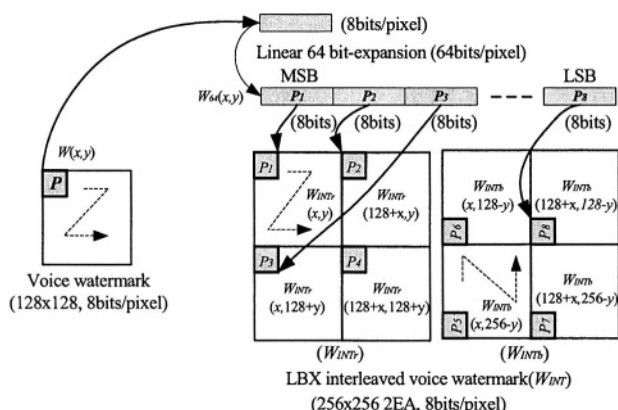 (8bits/pixel)
Linear 64 bit-expansion (64bits/pixel)
MSB
LSB
W64(x,y)
P1
P2
P3
P8
(8bits)
(8bits)
(8bits)
(8bits)
W(x,y)
P
Voice watermark
(128x128, 8bits/pixel)
P1
P2
WINTr
(x,y)
WINTr
(128+x,y)
P3
P4
WINTr
(x,128+y)
WINTr
(128+x,128+y)
(WINTr)
WINTb
(x,128-y)
WINTb
(128+x,128-y)
P6
P8
WINTb
(x,256-y)
WINTb
(128+x,256-y)
P5
P7
(WINTb)
LBX interleaved voice watermark(WINT)
(256x256 2EA, 8bits/pixel)